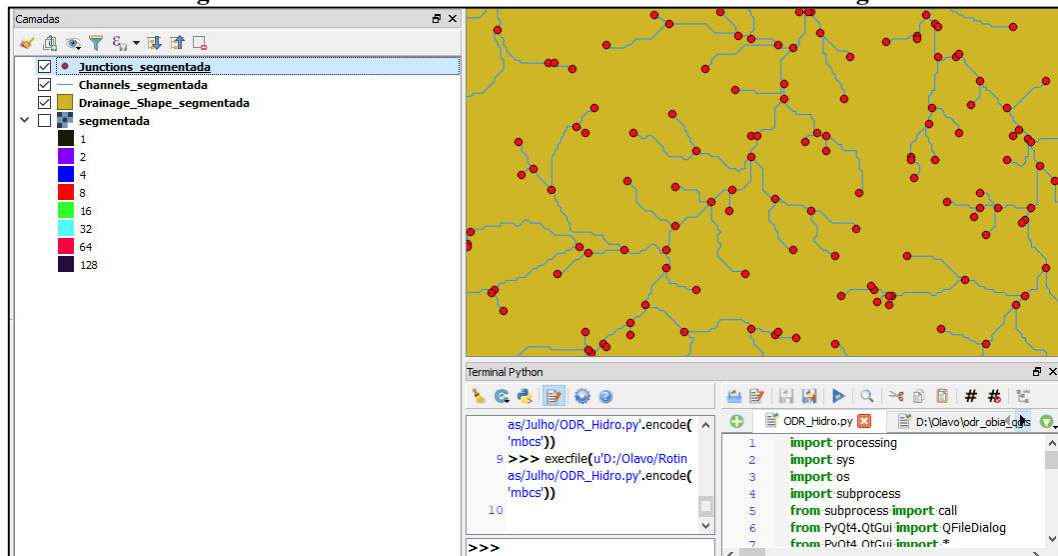 Camadas
Junctions_segmentada
Channels_segmentada
Drainage_Shape_segmentada
segmentada
1
2
4
8
16
32
64
128
Terminal Python
as/Julho/ODR_Hidro.py'.encode(
'mbcs'))
9 >>> execfile(u'D:/Olavo/Rotin
as/Julho/ODR_Hidro.py'.encode(
'mbcs'))
10
>>>
ODR_Hidro.py
D:\Olavo\odr_obia
1 import processing
2 import sys
3 import os
4 import subprocess
5 from subprocess import call
6 from PyQt4.QtGui import QFileDialog
7 from PyQt4.QtGui import *